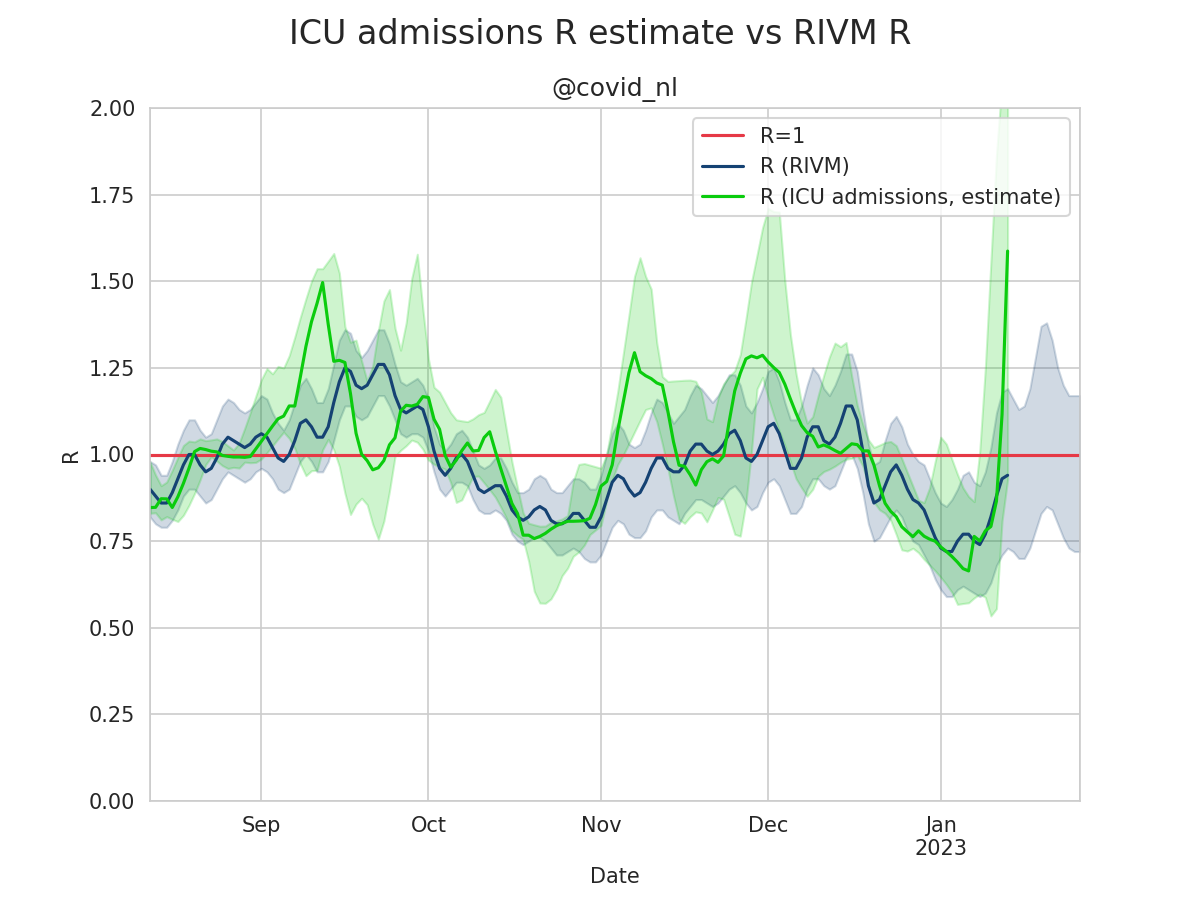 ICU admissions R estimate vs RIVM R
@covid_nl
R=1
R (RIVM)
R (ICU admissions, estimate)
2.00
1.75
1.50
1.25
1.00
0.75
0.50
0.25
0.00
R
Sep Oct Nov Dec Jan
2023
Date